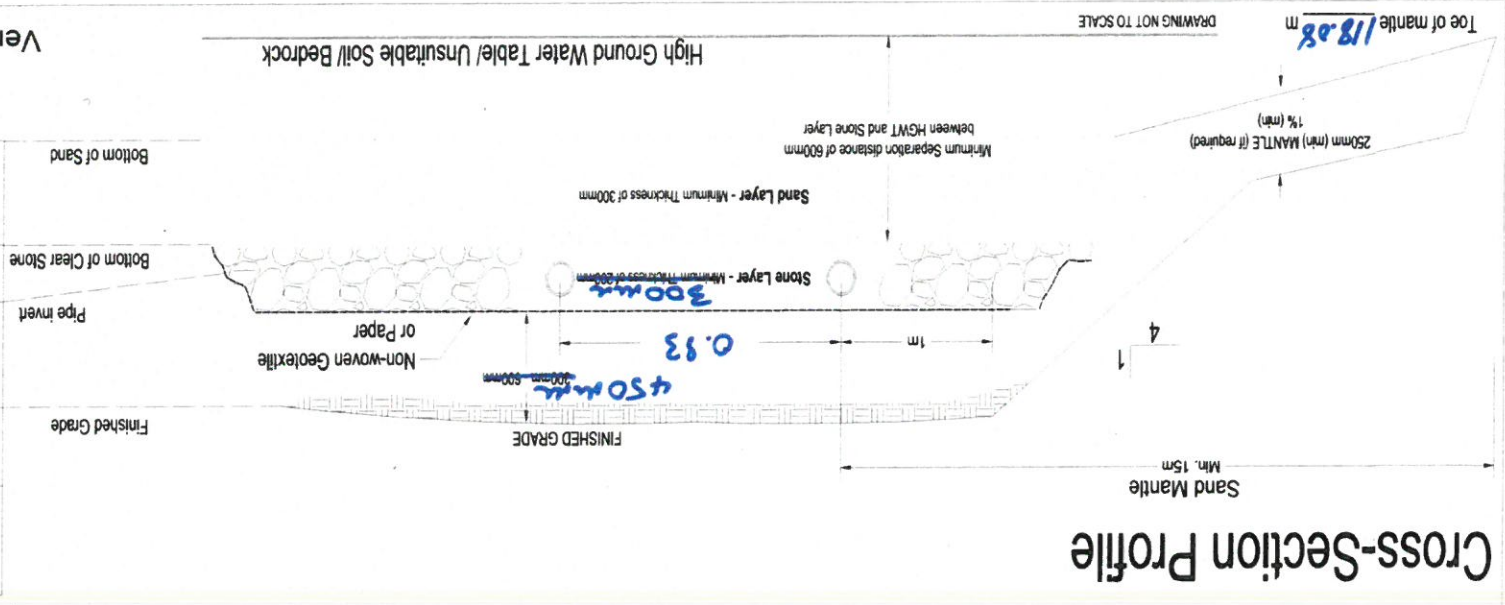 Cross-Section Profile
Sand Mantle
Min. 15m
FINISHED GRADE
Finished Grade
450mm
300mm - 600mm
4
1
1m
0.83
Non-woven Geotextile
or Paper
Pipe invert
300mm
Stone Layer - Minimum Thickness of 200mm
Bottom of Clear Stone
Sand Layer - Minimum Thickness of 300mm
Minimum Separation distance of 600mm
between HGWT and Stone Layer
Bottom of Sand
250mm (min) MANTLE (if required)
1% (min)
High Ground Water Table/ Unsuitable Soil/ Bedrock
Toe of mantle 118.08 m
DRAWING NOT TO SCALE